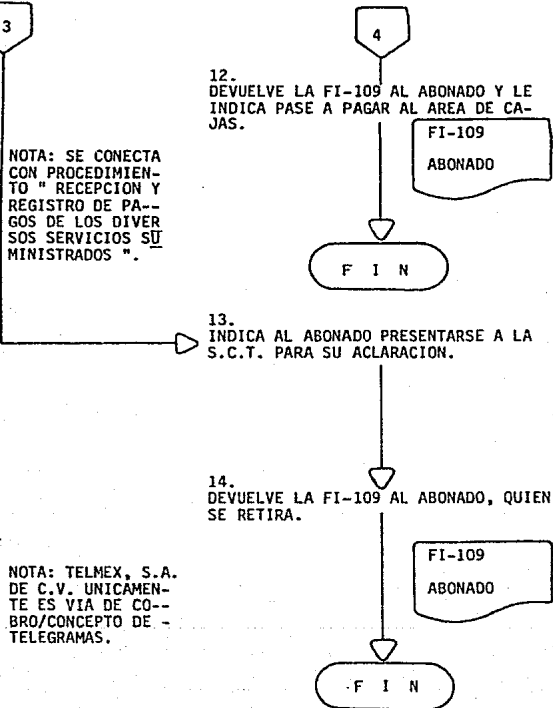 3
4
12.
DEVUELVE LA FI-109 AL ABONADO Y LE
INDICA PASE A PAGAR AL AREA DE CA-
JAS.
FI-109
ABONADO
NOTA: SE CONECTA
CON PROCEDIMIEN-
TO " RECEPCION Y
REGISTRO DE PA--
GOS DE LOS DIVER
SOS SERVICIOS SU
MINISTRADOS ".
F I N
13.
INDICA AL ABONADO PRESENTARSE A LA
S.C.T. PARA SU ACLARACION.
14.
DEVUELVE LA FI-109 AL ABONADO, QUIEN
SE RETIRA.
FI-109
ABONADO
NOTA: TELMEX, S.A.
DE C.V. UNICAMEN-
TE ES VIA DE CO--
BRO/CONCEPTO DE -
TELEGRAMAS.
F I N